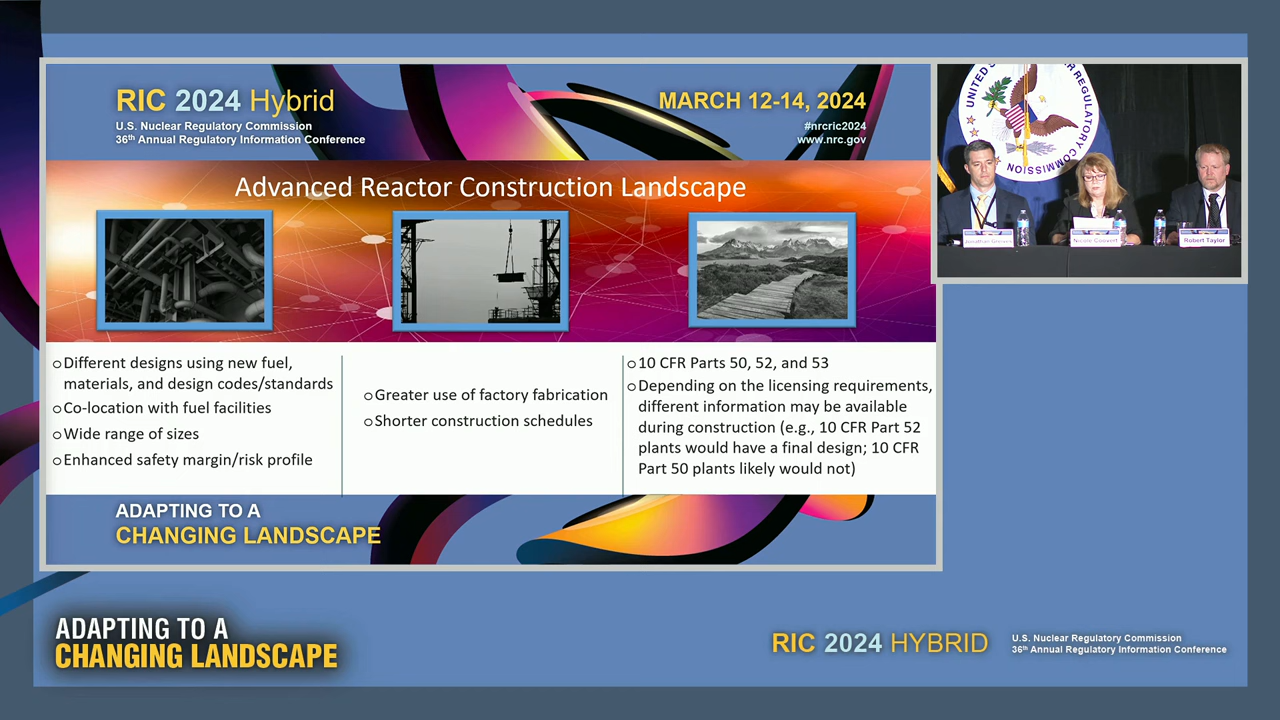 RIC 2024 Hybrid
U.S. Nuclear Regulatory Commission
36th Annual Regulatory Information Conference
MARCH 12-14, 2024
#nrcric2024
www.nrc.gov
Advanced Reactor Construction Landscape
o Different designs using new fuel,
materials, and design codes/standards
o Co-location with fuel facilities
o Wide range of sizes
o Enhanced safety margin/risk profile
o Greater use of factory fabrication
o Shorter construction schedules
o 10 CFR Parts 50, 52, and 53
o Depending on the licensing requirements,
different information may be available
during construction (e.g., 10 CFR Part 52
plants would have a final design; 10 CFR
Part 50 plants likely would not)
ADAPTING TO A
CHANGING LANDSCAPE
UNITED S
R REGULATORY COMMISSION
Jonathan Greives
Nicole Coovert
Robert Taylor
ADAPTING TO A
CHANGING LANDSCAPE
RIC 2024 HYBRID
U.S. Nuclear Regulatory Commission
36th Annual Regulatory Information Conference